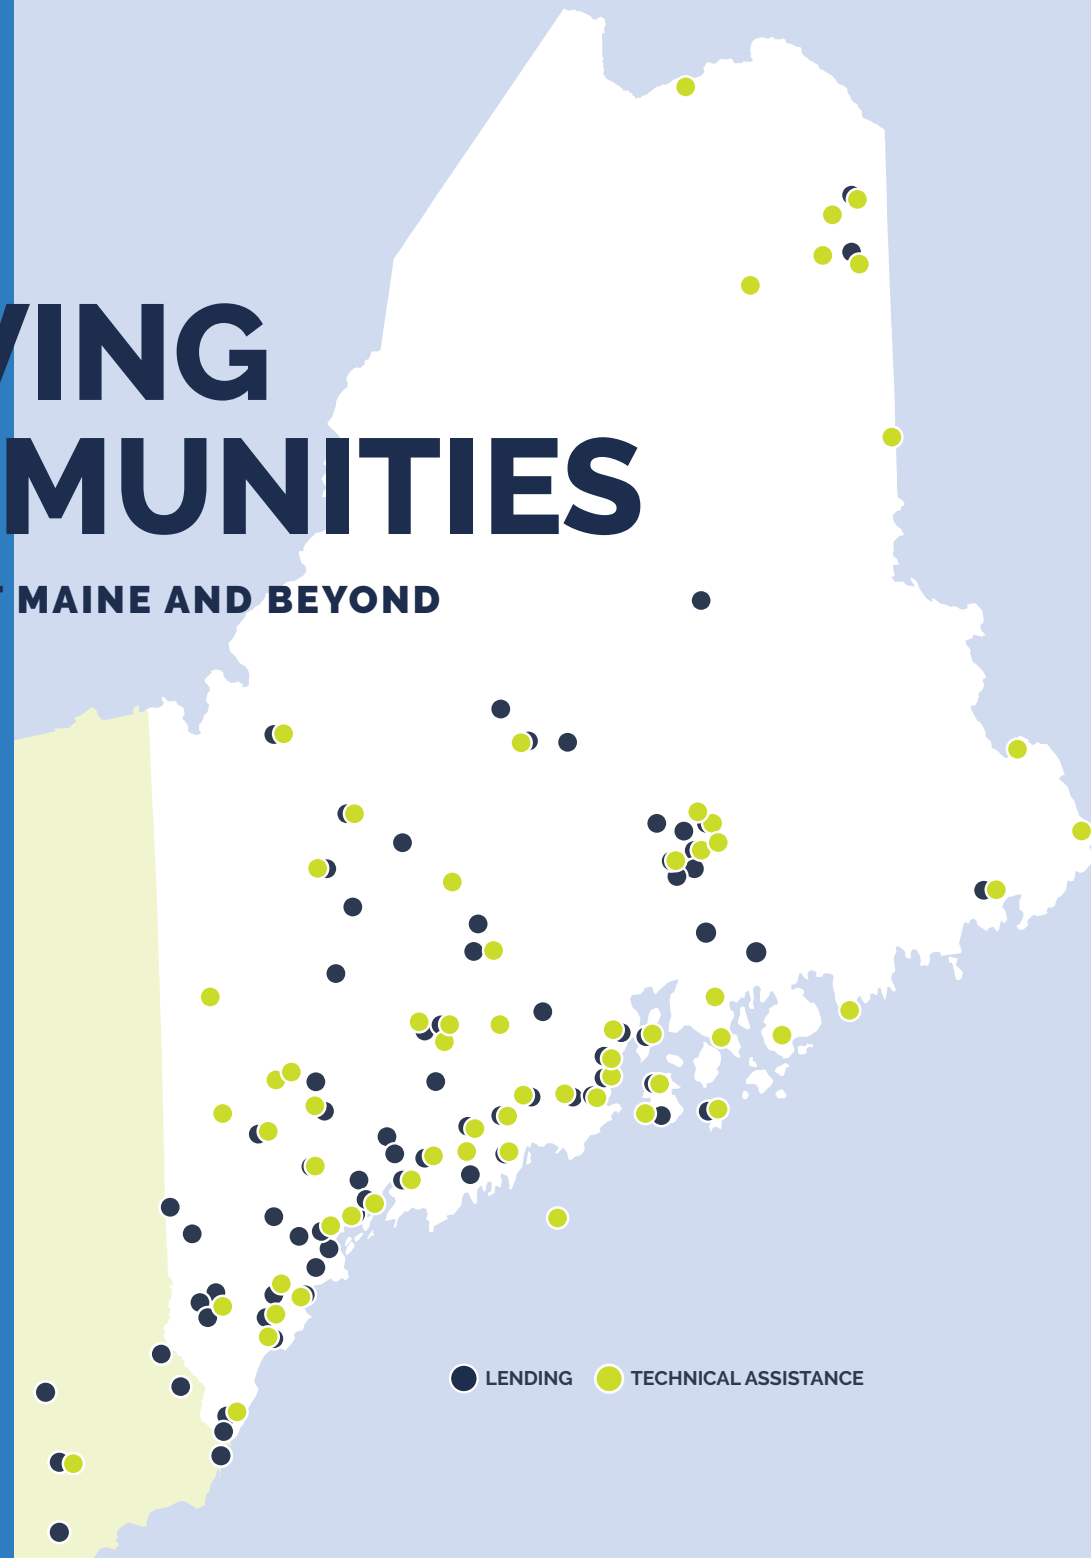 VING
MUNITIES
MAINE AND BEYOND
LENDING
TECHNICAL ASSISTANCE